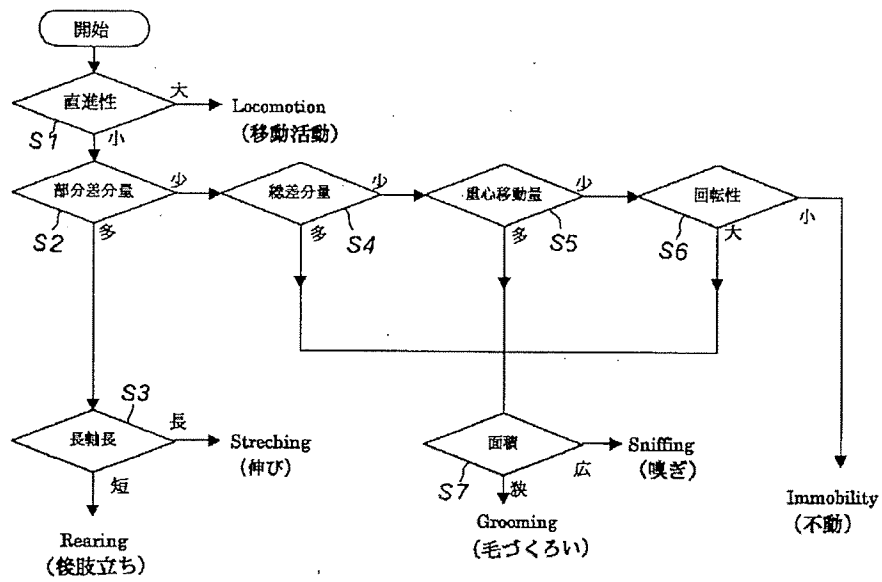 開始
直進性
大
Locomotion
(移動活動)
S1
小
部分差分量
少
総差分量
少
重心移動量
少
回転性
小
S2
多
多
S4
多
S5
S6
大
S3
長軸長
長
Streching
(伸び)
面積
Sniffing
(嗅ぎ)
広
S7
狭
短
Grooming
(毛づくろい)
Immobility
(不動)
Rearing
(後肢立ち)